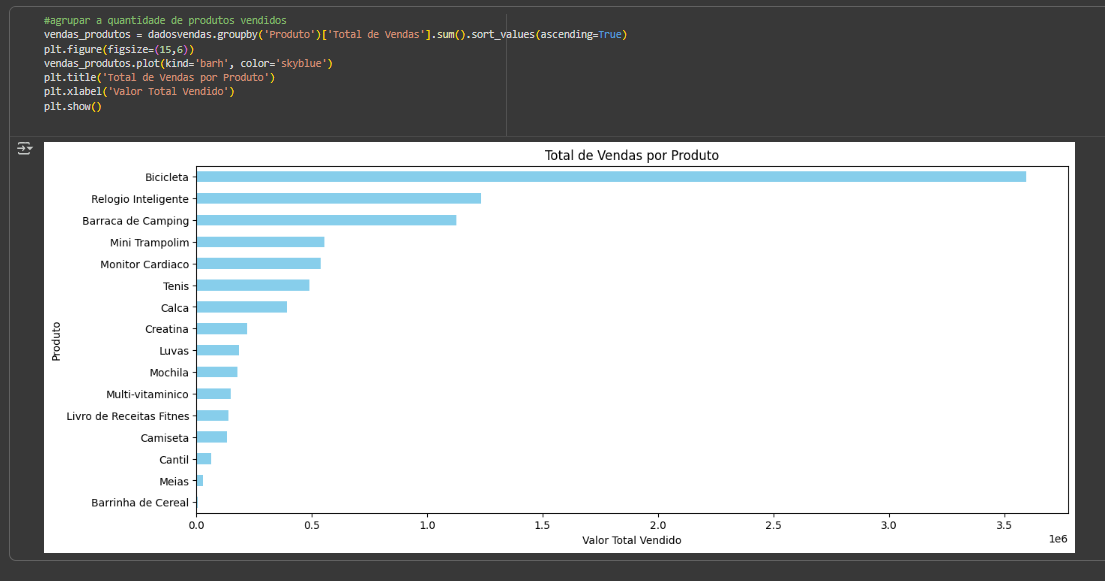 #agrupar a quantidade de produtos vendidos
vendas_produtos = dadosvendas.groupby('Produto')['Total de Vendas'].sum().sort_values(ascending=True)
plt.figure(figsize=(15,6))
vendas_produtos.plot(kind='barh', color='skyblue')
plt.title('Total de Vendas por Produto')
plt.xlabel('Valor Total Vendido')
plt.show()
Total de Vendas por Produto
Bicicleta
Relogio Inteligente
Barraca de Camping
Mini Trampolim
Monitor Cardiaco
Tenis
Calca
Creatina
Luvas
Mochila
Multi-vitaminico
Livro de Receitas Fitnes
Camiseta
Cantil
Meias
Barrinha de Cereal
Produto
0.0 0.5 1.0 1.5 2.0 2.5 3.0 3.5
1e6
Valor Total Vendido